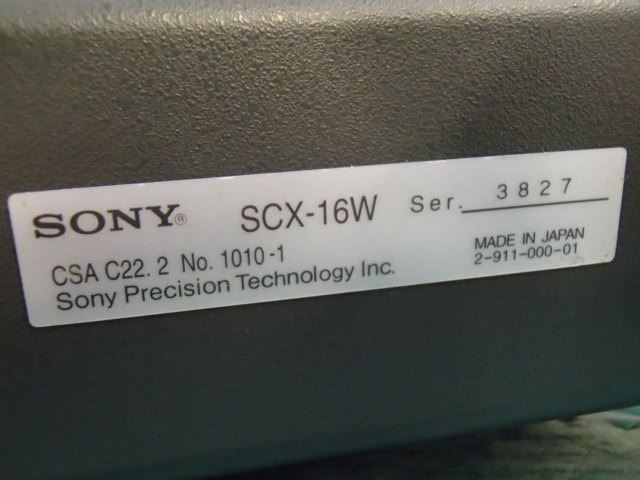 SONY® SCX-16W Ser. 3827
CSA C22.2 No. 1010-1
Sony Precision Technology Inc.
MADE IN JAPAN
2-911-000-01